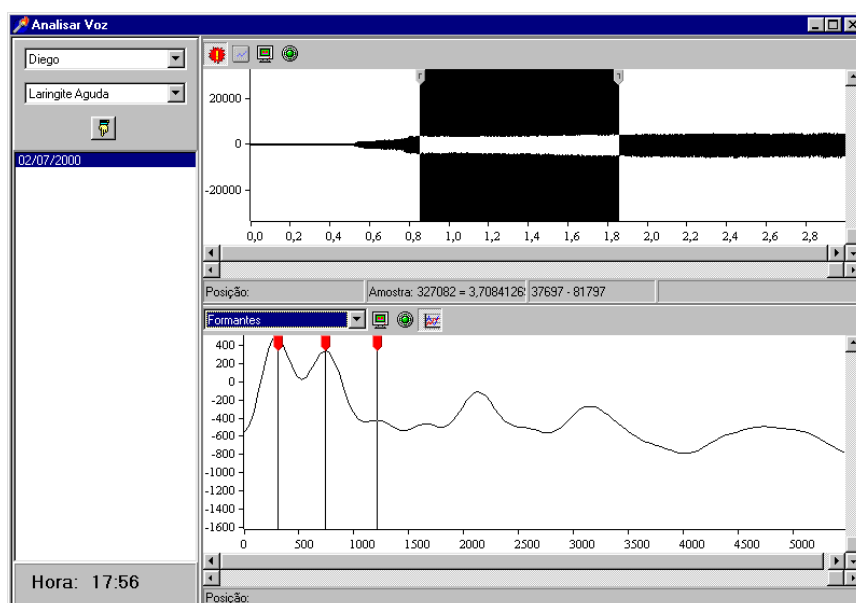 Analisar Voz
Diego
Laringite Aguda
02/07/2000
Hora: 17:56
20000
0
-20000
0,0 0,2 0,4 0,6 0,8 1,0 1,2 1,4 1,6 1,8 2,0 2,2 2,4 2,6 2,8
Posição: Amostra: 327082 = 3,7084126 37697 - 81797
Formantes
400
200
0
-200
-400
-600
-800
-1000
-1200
-1400
-1600
0 500 1000 1500 2000 2500 3000 3500 4000 4500 5000
Posição: